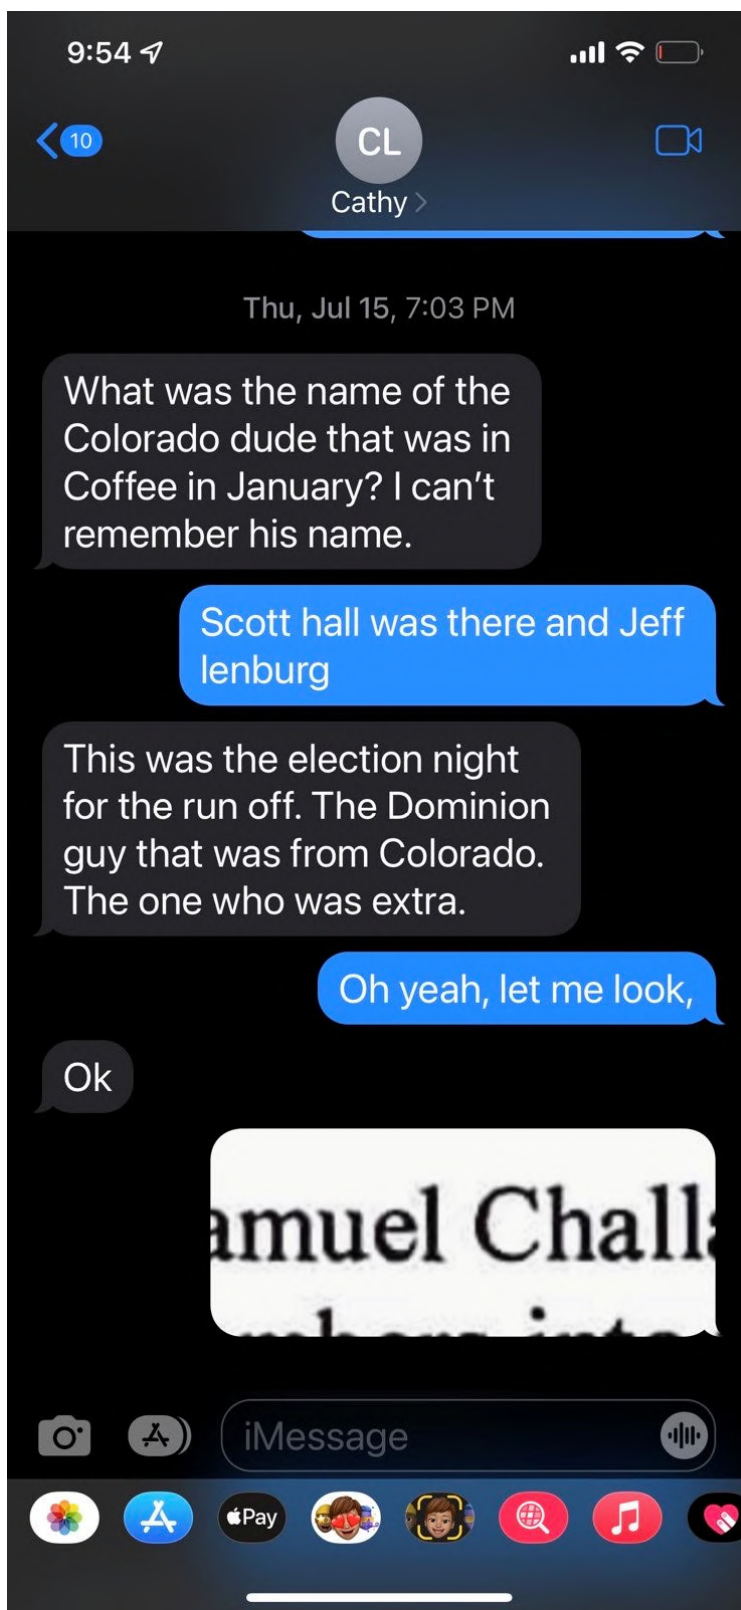 9:54
10
CL
Cathy
Thu, Jul 15, 7:03 PM
What was the name of the
Colorado dude that was in
Coffee in January? I can't
remember his name.
Scott hall was there and Jeff
lenburg
This was the election night
for the run off. The Dominion
guy that was from Colorado.
The one who was extra.
Oh yeah, let me look,
Ok
amuel Chall
iMessage
Pay